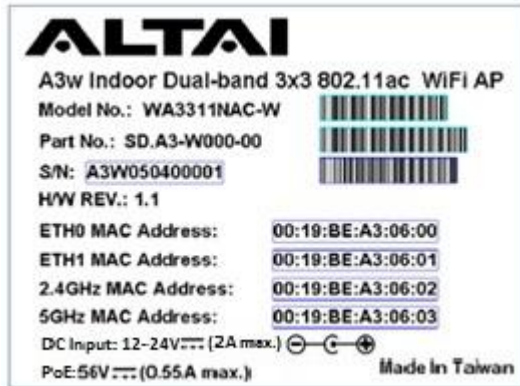 ALTAI
A3w Indoor Dual-band 3x3 802.11ac WiFi AP
Model No.: WA3311NAC-W
Part No.: SD.A3-W000-00
S/N: A3W050400001
H/W REV.: 1.1
ETH0 MAC Address: 00:19:BE:A3:06:00
ETH1 MAC Address: 00:19:BE:A3:06:01
2.4GHz MAC Address: 00:19:BE:A3:06:02
5GHz MAC Address: 00:19:BE:A3:06:03
DC Input: 12-24V⎓ (2A max.)
PoE:56V⎓(0.55A max.)
Made In Taiwan